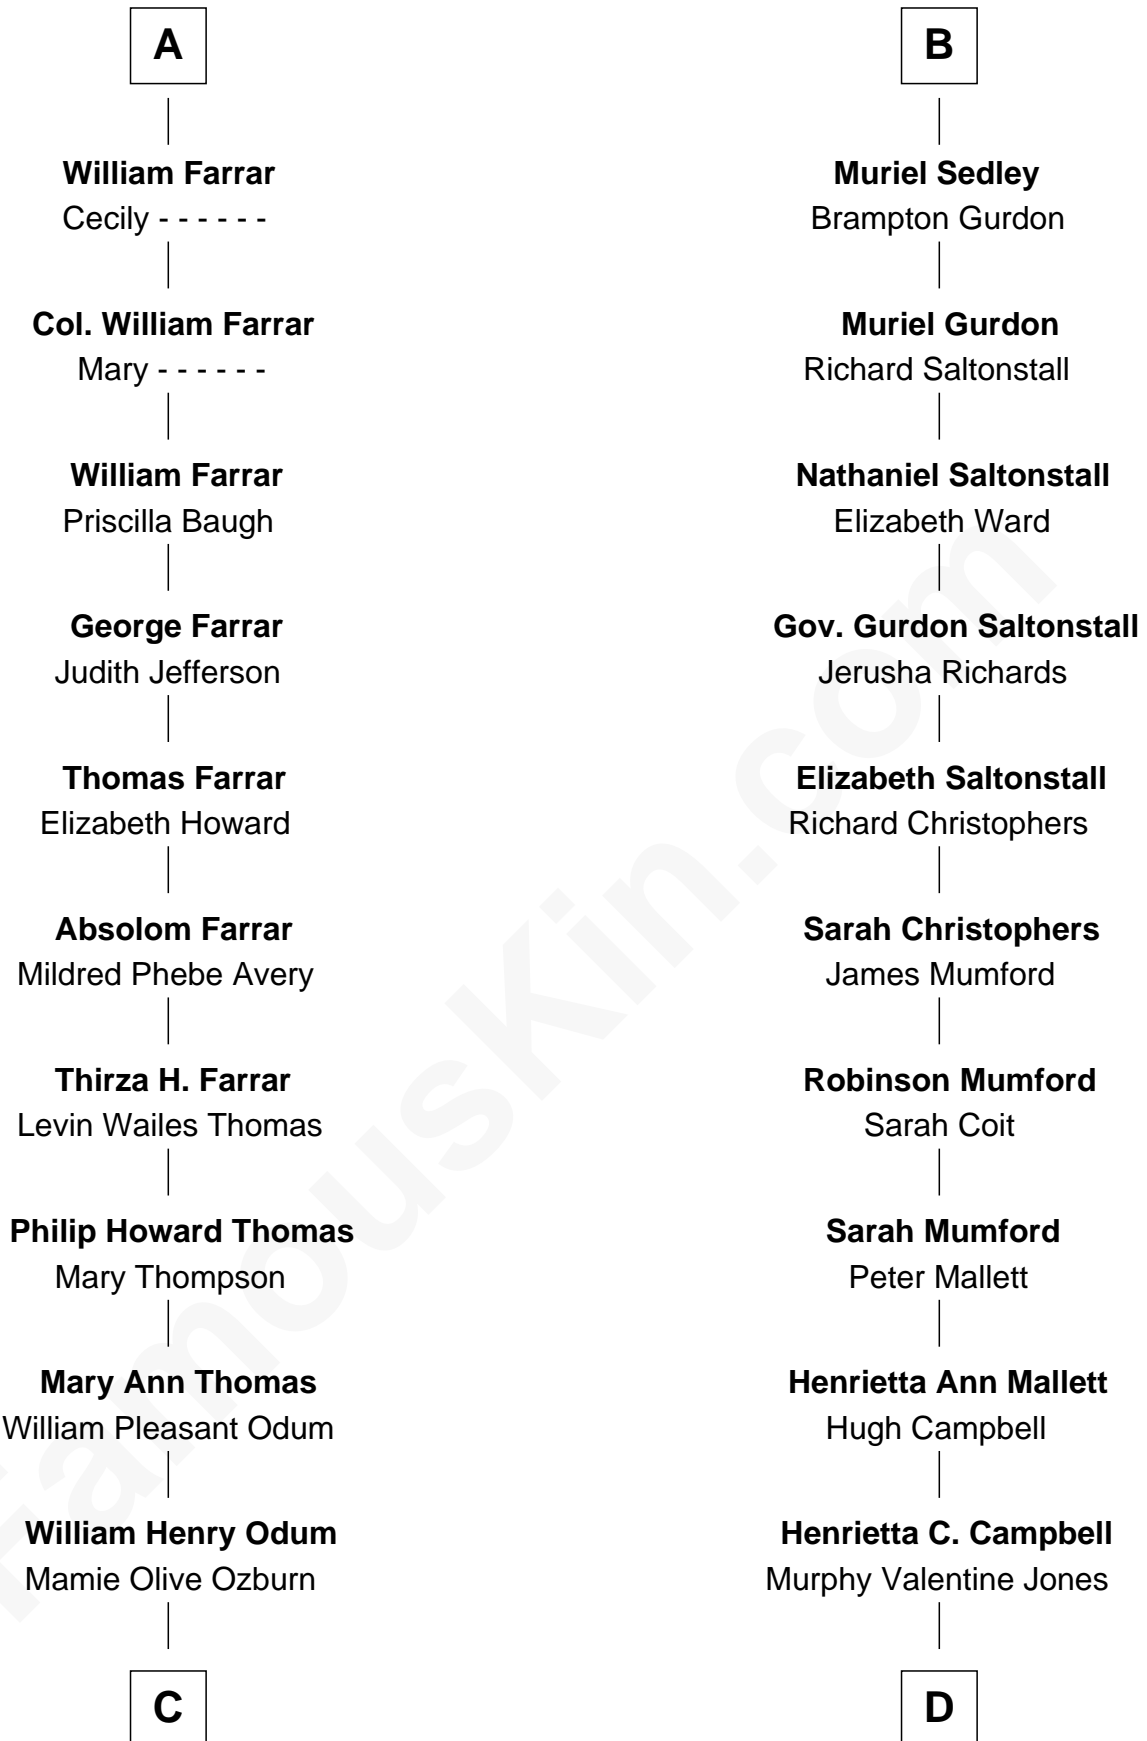 A
William Farrar
Cecily - - - - - -
Col. William Farrar
Mary - - - - - -
William Farrar
Priscilla Baugh
George Farrar
Judith Jefferson
Thomas Farrar
Elizabeth Howard
Absolom Farrar
Mildred Phebe Avery
Thirza H. Farrar
Levin Wailes Thomas
Philip Howard Thomas
Mary Thompson
Mary Ann Thomas
William Pleasant Odum
William Henry Odum
Mamie Olive Ozburn
C
B
Muriel Sedley
Brampton Gurdon
Muriel Gurdon
Richard Saltonstall
Nathaniel Saltonstall
Elizabeth Ward
Gov. Gurdon Saltonstall
Jerusha Richards
Elizabeth Saltonstall
Richard Christophers
Sarah Christophers
James Mumford
Robinson Mumford
Sarah Coit
Sarah Mumford
Peter Mallett
Henrietta Ann Mallett
Hugh Campbell
Henrietta C. Campbell
Murphy Valentine Jones
D
FamousKin.com